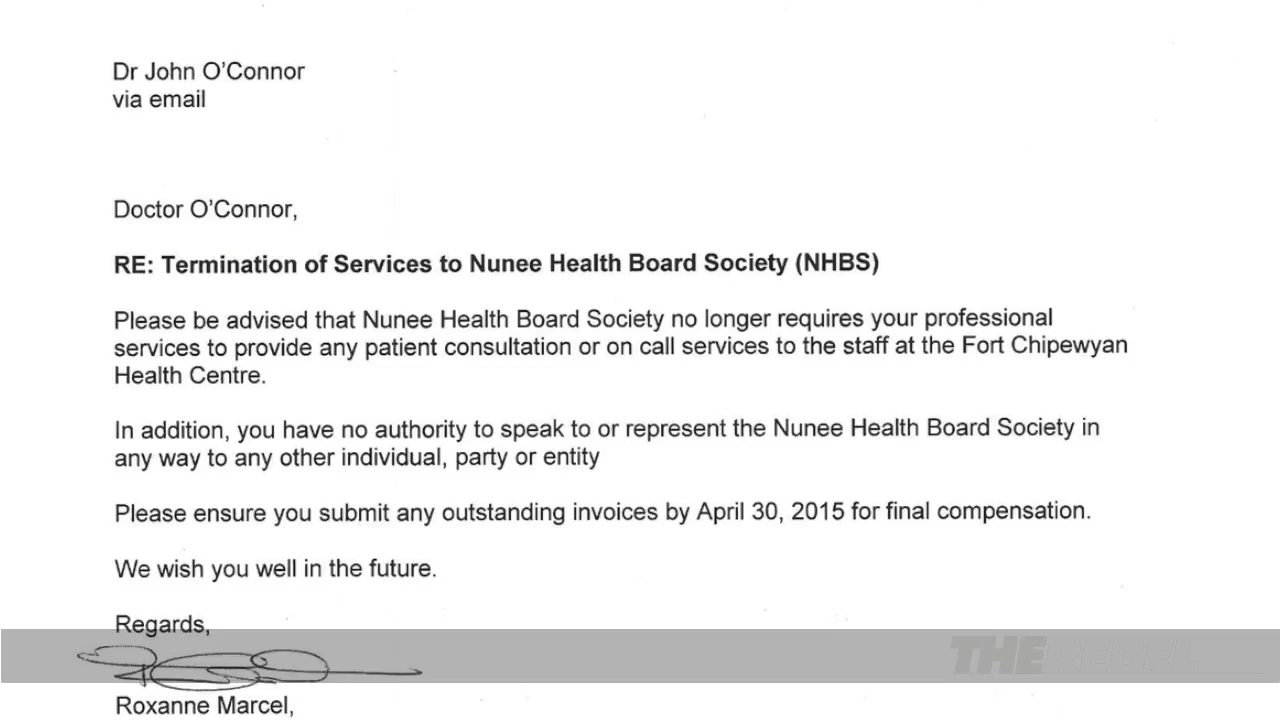 Dr John O'Connor
via email
Doctor O'Connor,
RE: Termination of Services to Nunee Health Board Society (NHBS)
Please be advised that Nunee Health Board Society no longer requires your professional
services to provide any patient consultation or on call services to the staff at the Fort Chipewyan
Health Centre.
In addition, you have no authority to speak to or represent the Nunee Health Board Society in
any way to any other individual, party or entity
Please ensure you submit any outstanding invoices by April 30, 2015 for final compensation.
We wish you well in the future.
Regards,
THE REBEL
Roxanne Marcel,